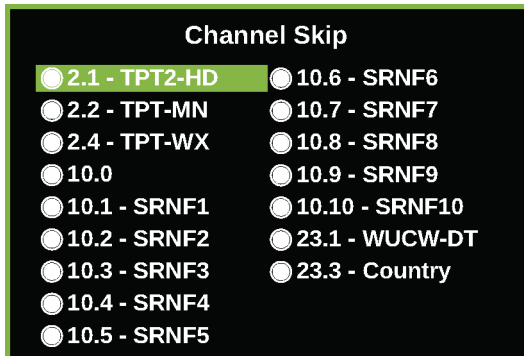 Channel Skip
2.1 - TPT2-HD
2.2 - TPT-MN
2.4 - TPT-WX
10.0
10.1 - SRNF1
10.2 - SRNF2
10.3 - SRNF3
10.4 - SRNF4
10.5 - SRNF5
10.6 - SRNF6
10.7 - SRNF7
10.8 - SRNF8
10.9 - SRNF9
10.10 - SRNF10
23.1 - WUCW-DT
23.3 - Country